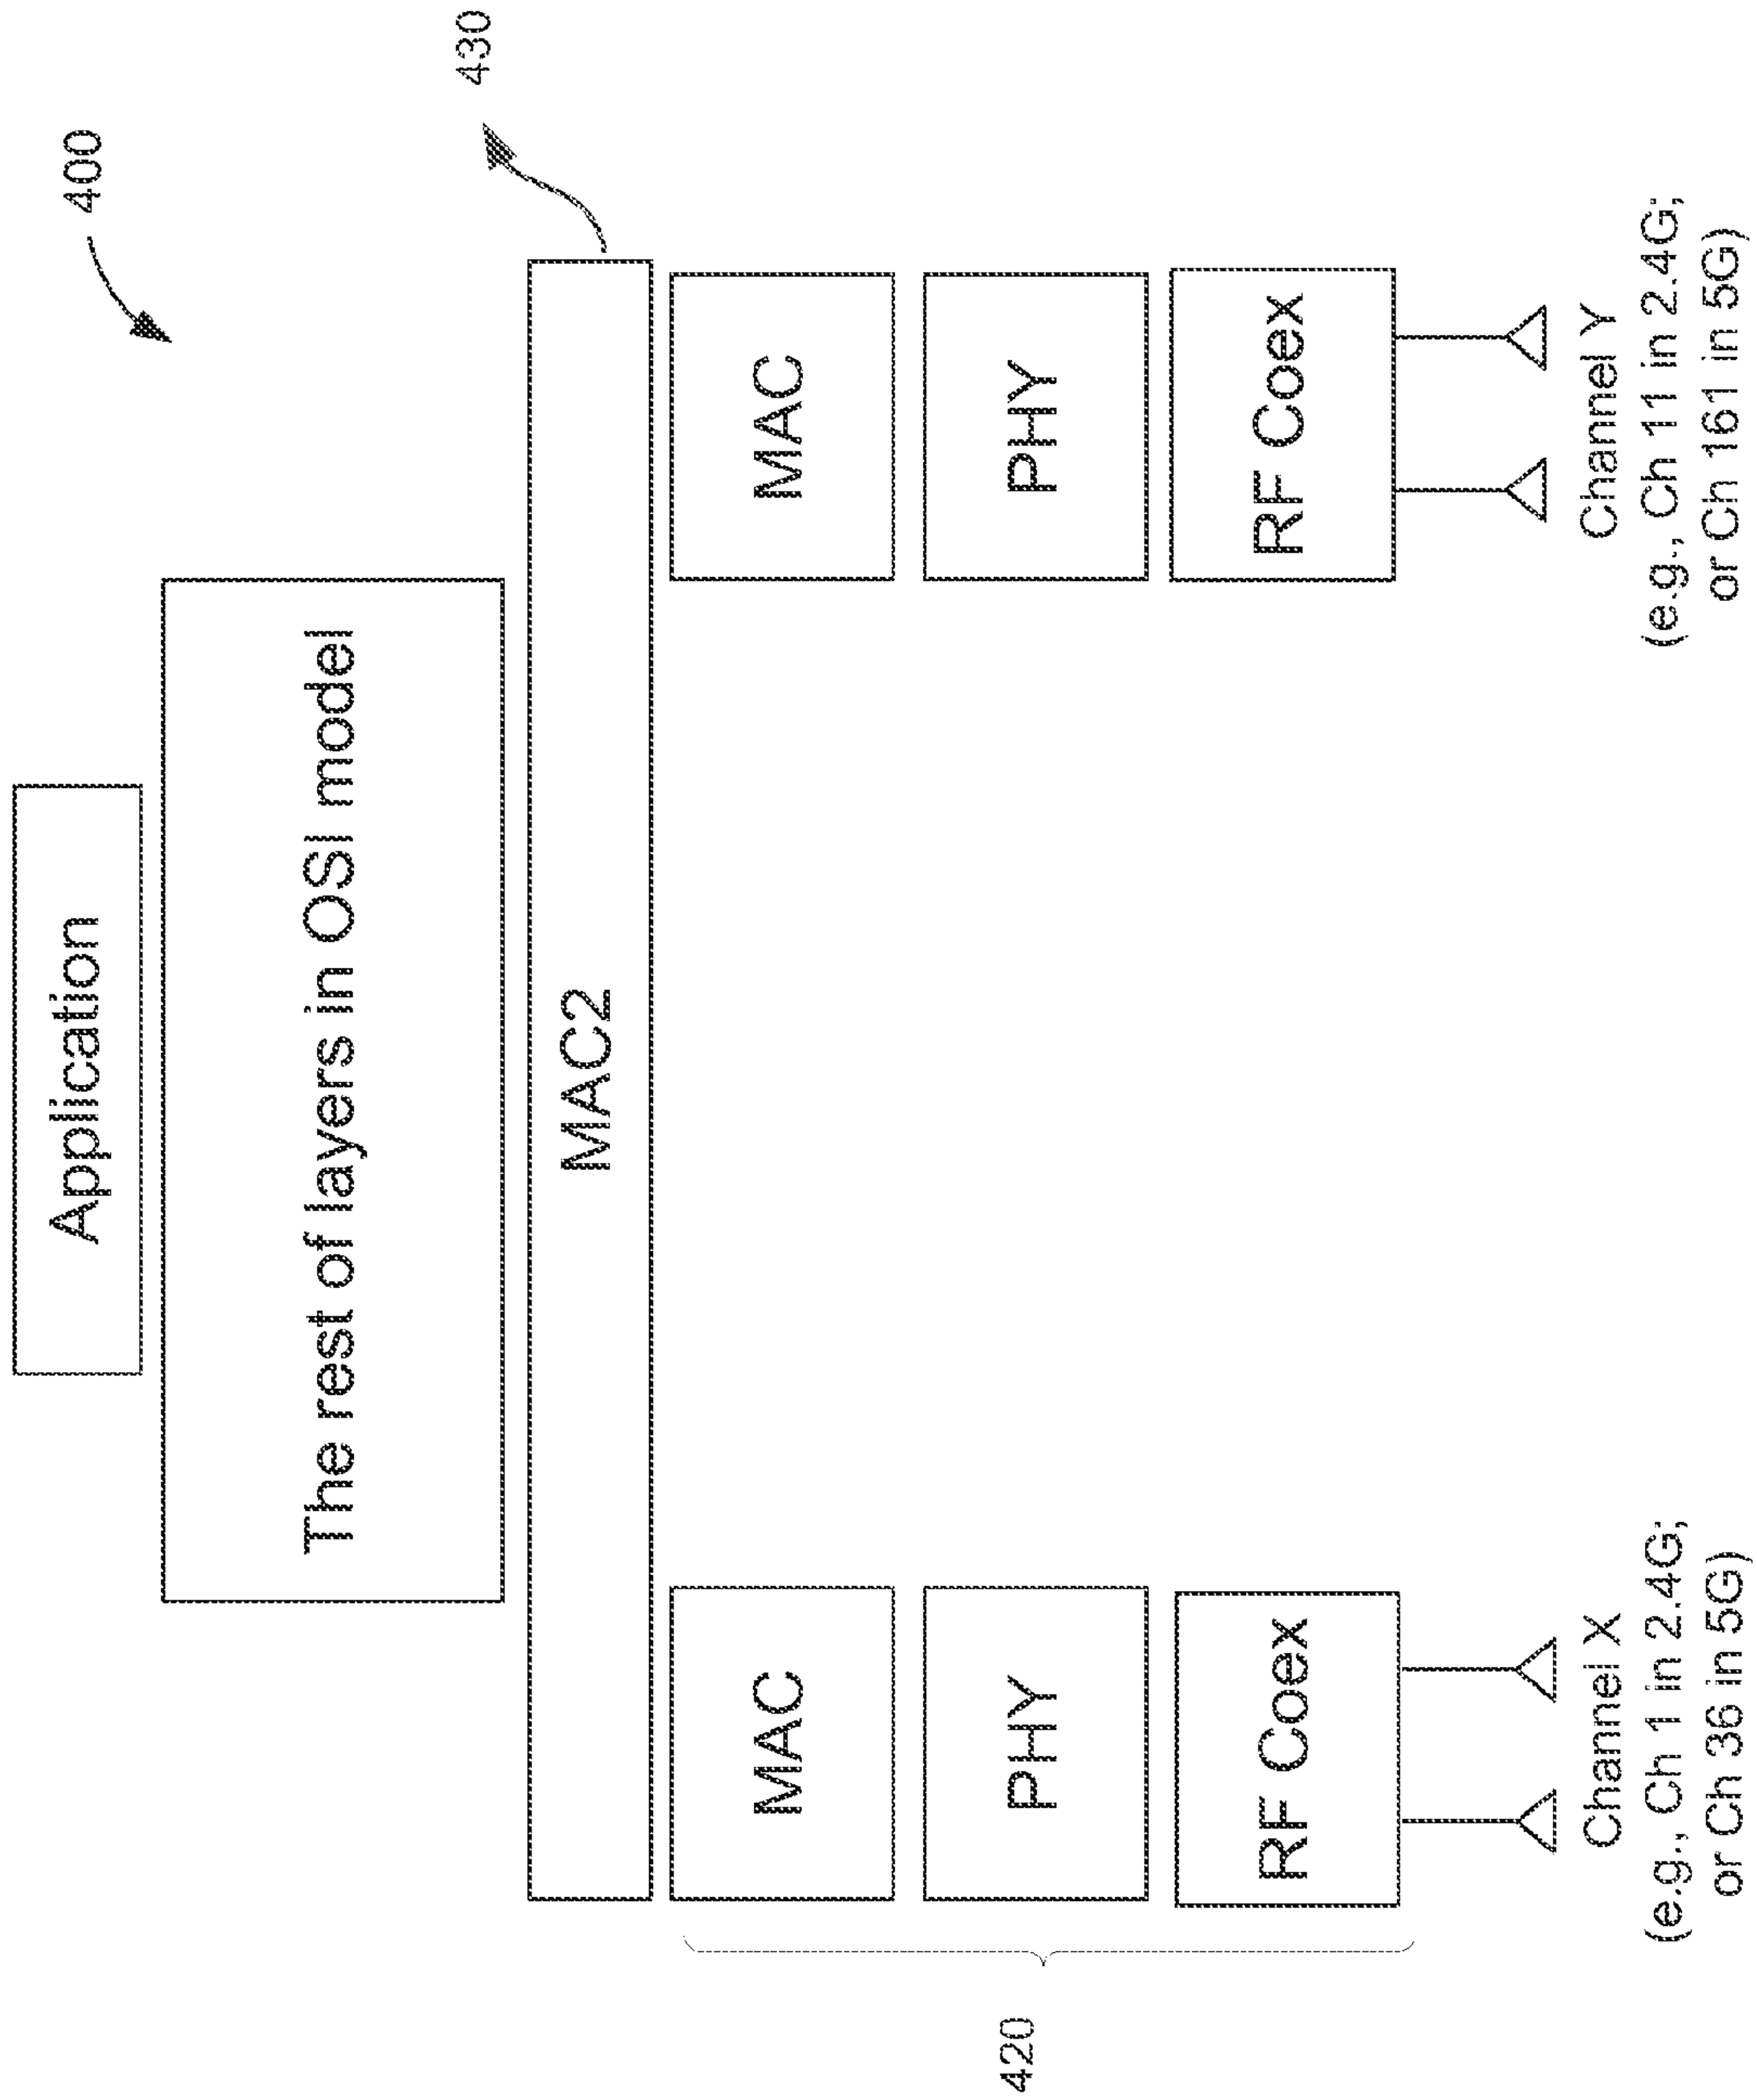 400
Application
The rest of layers in OSI model
430
MAC2
420
MAC
PHY
RF Coex
Channel X
(e.g., Ch 1 in 2.4G;
or Ch 36 in 5G)
MAC
PHY
RF Coex
Channel Y
(e.g., Ch 11 in 2.4G;
or Ch 161 in 5G)